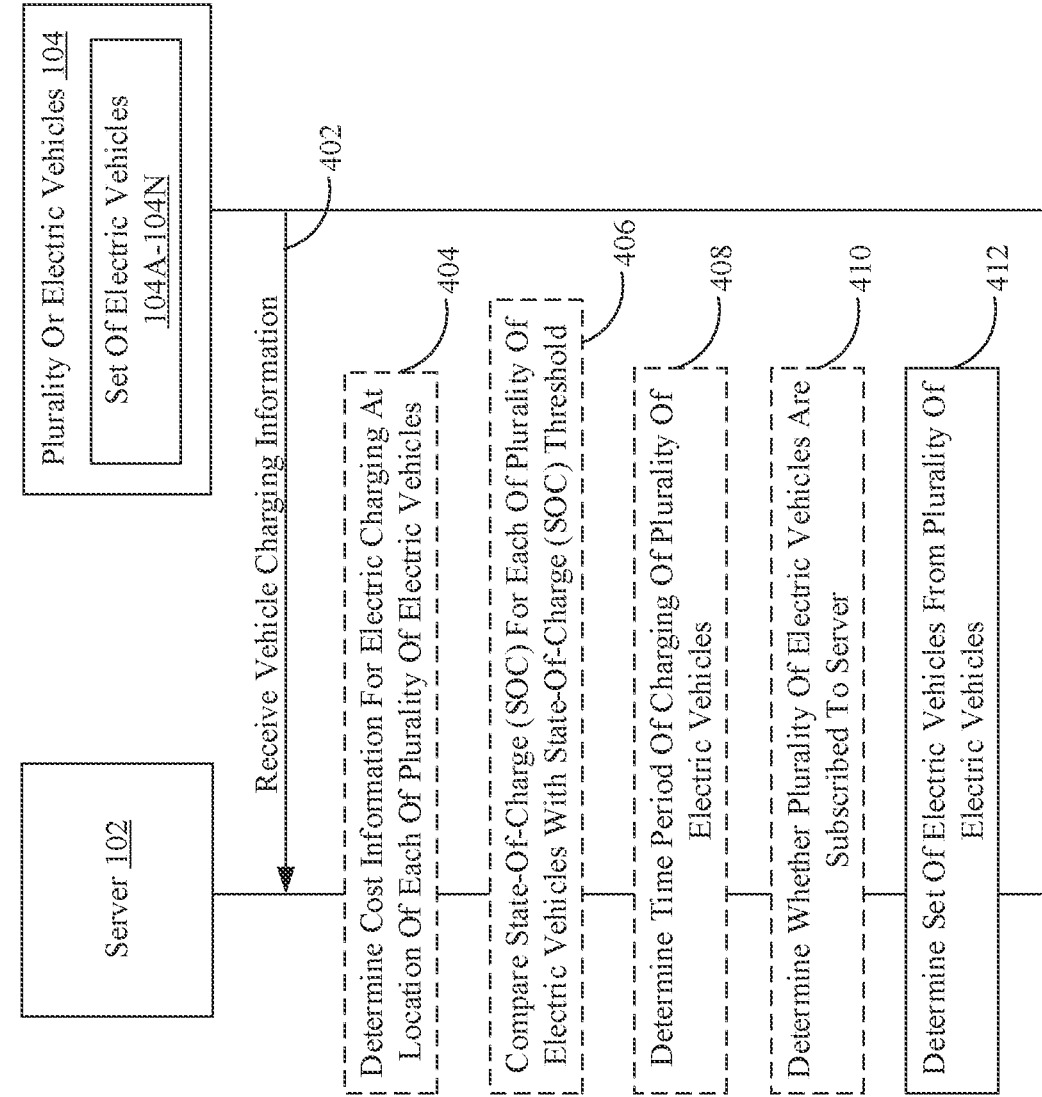 Server 102
Plurality Or Electric Vehicles 104
Set Of Electric Vehicles
104A-104N
Receive Vehicle Charging Information
402
Determine Cost Information For Electric Charging At
Location Of Each Of Plurality Of Electric Vehicles
404
Compare State-Of-Charge (SOC) For Each Of Plurality Of
Electric Vehicles With State-Of-Charge (SOC) Threshold
406
Determine Time Period Of Charging Of Plurality Of
Electric Vehicles
408
Determine Whether Plurality Of Electric Vehicles Are
Subscribed To Server
410
Determine Set Of Electric Vehicles From Plurality Of
Electric Vehicles
412